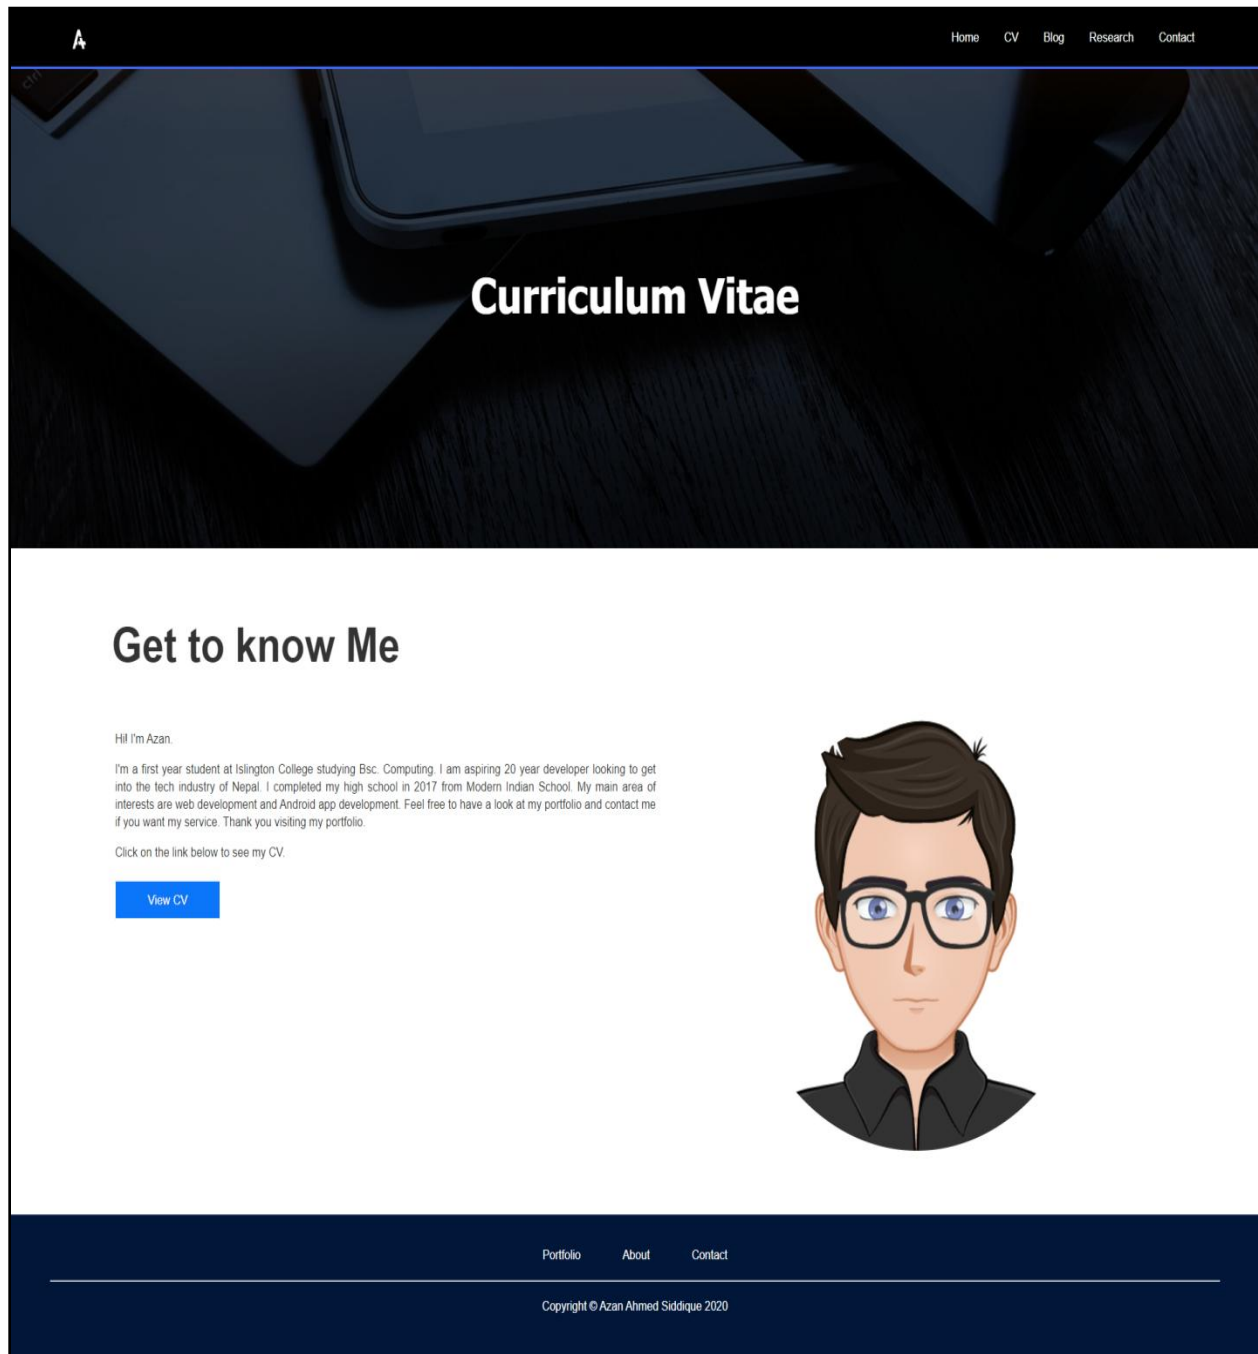 Home CV Blog Research Contact
ctrl
Curriculum Vitae
Get to know Me
Hi! I'm Azan.
I'm a first year student at Islington College studying Bsc. Computing. I am aspiring 20 year developer looking to get
into the tech industry of Nepal. I completed my high school in 2017 from Modern Indian School. My main area of
interests are web development and Android app development. Feel free to have a look at my portfolio and contact me
if you want my service. Thank you visiting my portfolio.
Click on the link below to see my CV.
View CV
Portfolio About Contact
Copyright © Azan Ahmed Siddique 2020